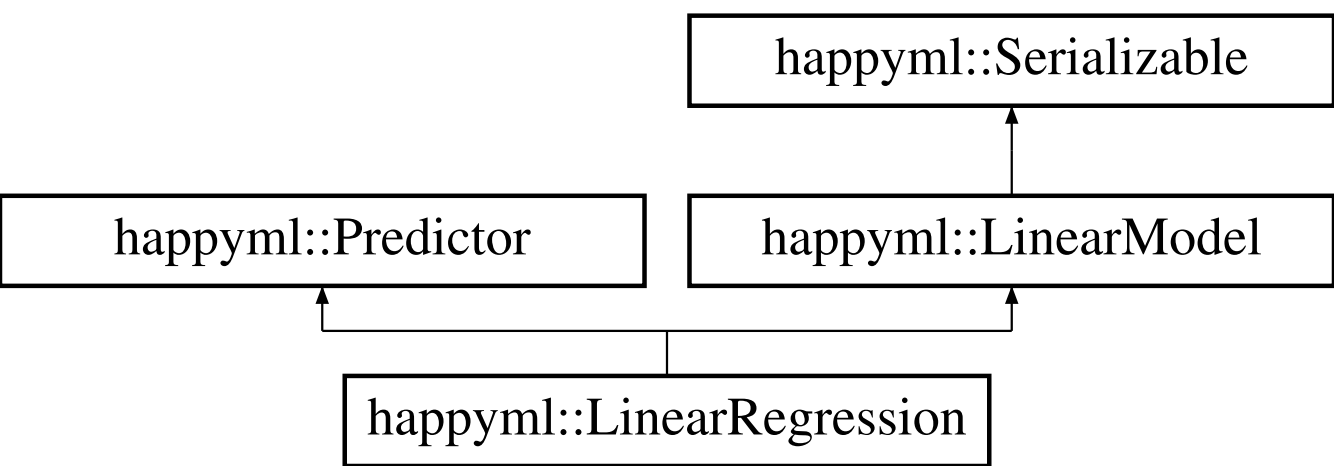 happyml::Serializable
happyml::Predictor
happyml::LinearModel
happyml::LinearRegression